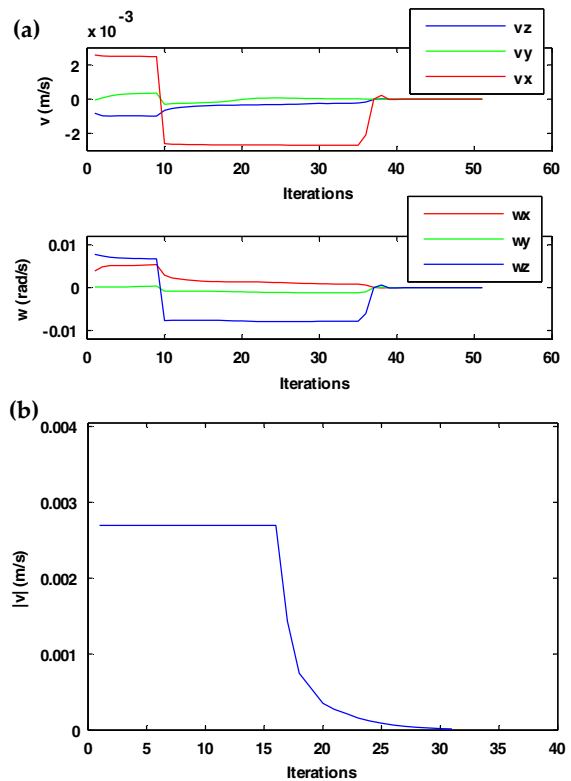 (a)
x 10⁻³
v (m/s)
2
0
-2
0 10 20 30 40 50 60
Iterations
vz
vy
vx
w (rad/s)
0.01
0
-0.01
0 10 20 30 40 50 60
Iterations
wx
wy
wz
(b)
|v| (m/s)
0.004
0.003
0.002
0.001
0
0 5 10 15 20 25 30 35 40
Iterations